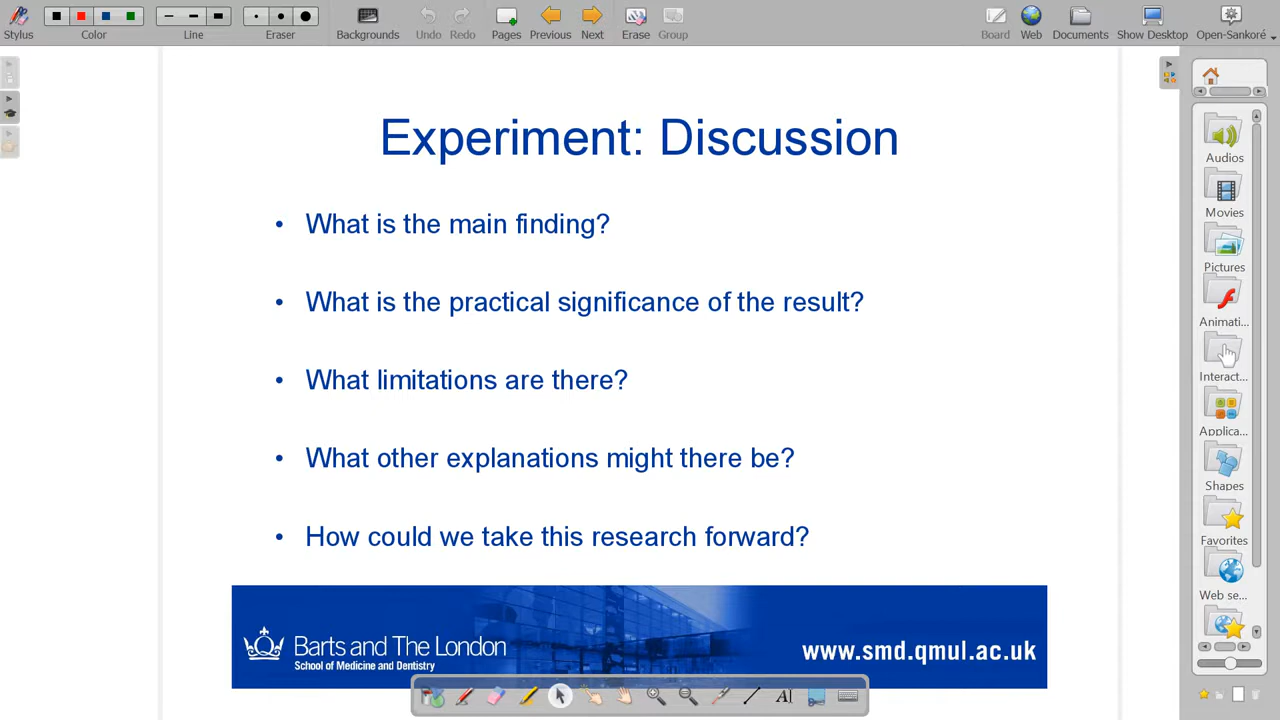 Stylus
Color
Line
Eraser
Backgrounds
Undo
Redo
Pages
Previous
Next
Erase
Group
Board
Web
Documents
Show Desktop
Open-Sankoré
Experiment: Discussion
• What is the main finding?
• What is the practical significance of the result?
• What limitations are there?
• What other explanations might there be?
• How could we take this research forward?
Barts and The London
School of Medicine and Dentistry
www.smd.qmul.ac.uk
Audios
Movies
Pictures
Animati...
Interact...
Applica...
Shapes
Favorites
Web se...
AI